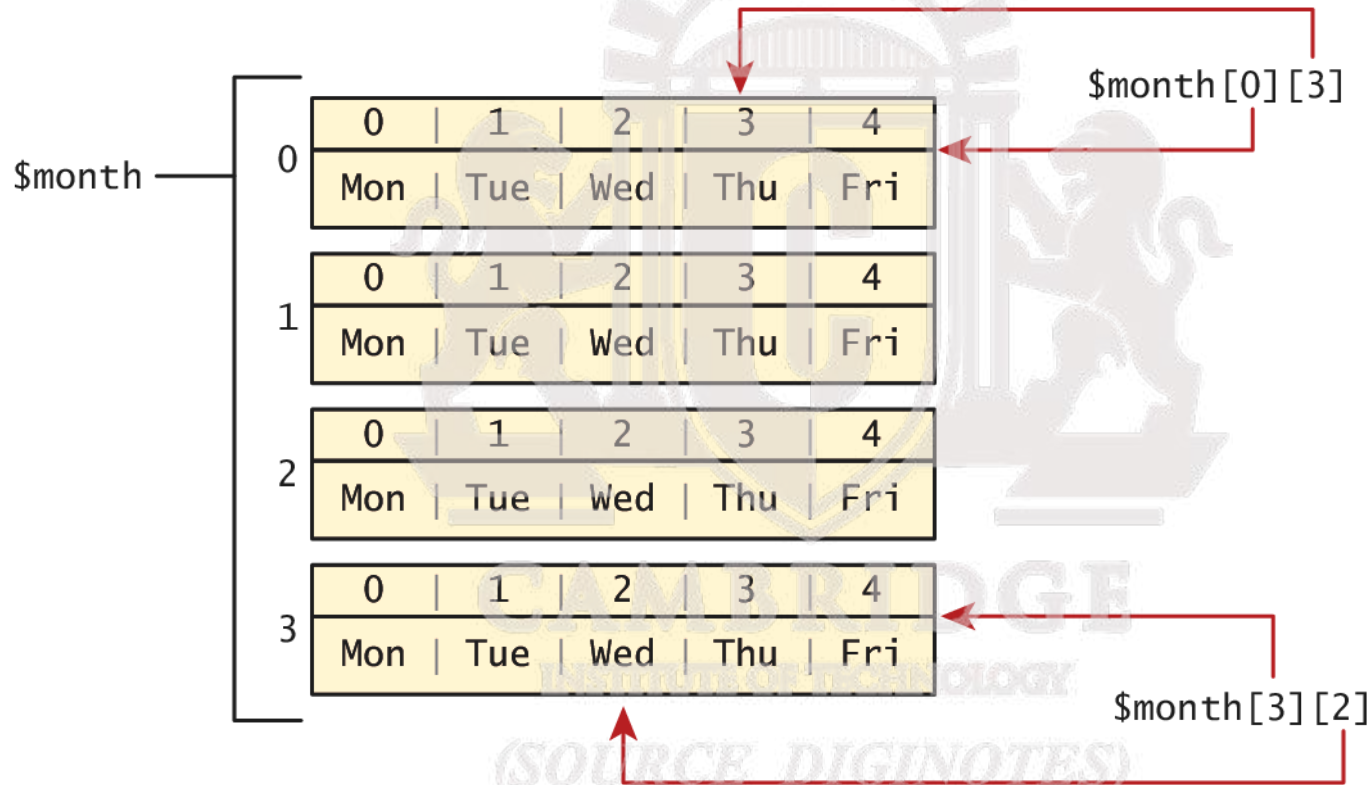 $month[0][3]
0 | 1 | 2 | 3 | 4
0
$month
Mon | Tue | Wed | Thu | Fri
0 | 1 | 2 | 3 | 4
1
Mon | Tue | Wed | Thu | Fri
0 | 1 | 2 | 3 | 4
2
Mon | Tue | Wed | Thu | Fri
0 | 1 | 2 | 3 | 4
3
Mon | Tue | Wed | Thu | Fri
$month[3][2]
C
CAMBRIDGE
INSTITUTE OF TECHNOLOGY
(SOURCE DIGINOTES)